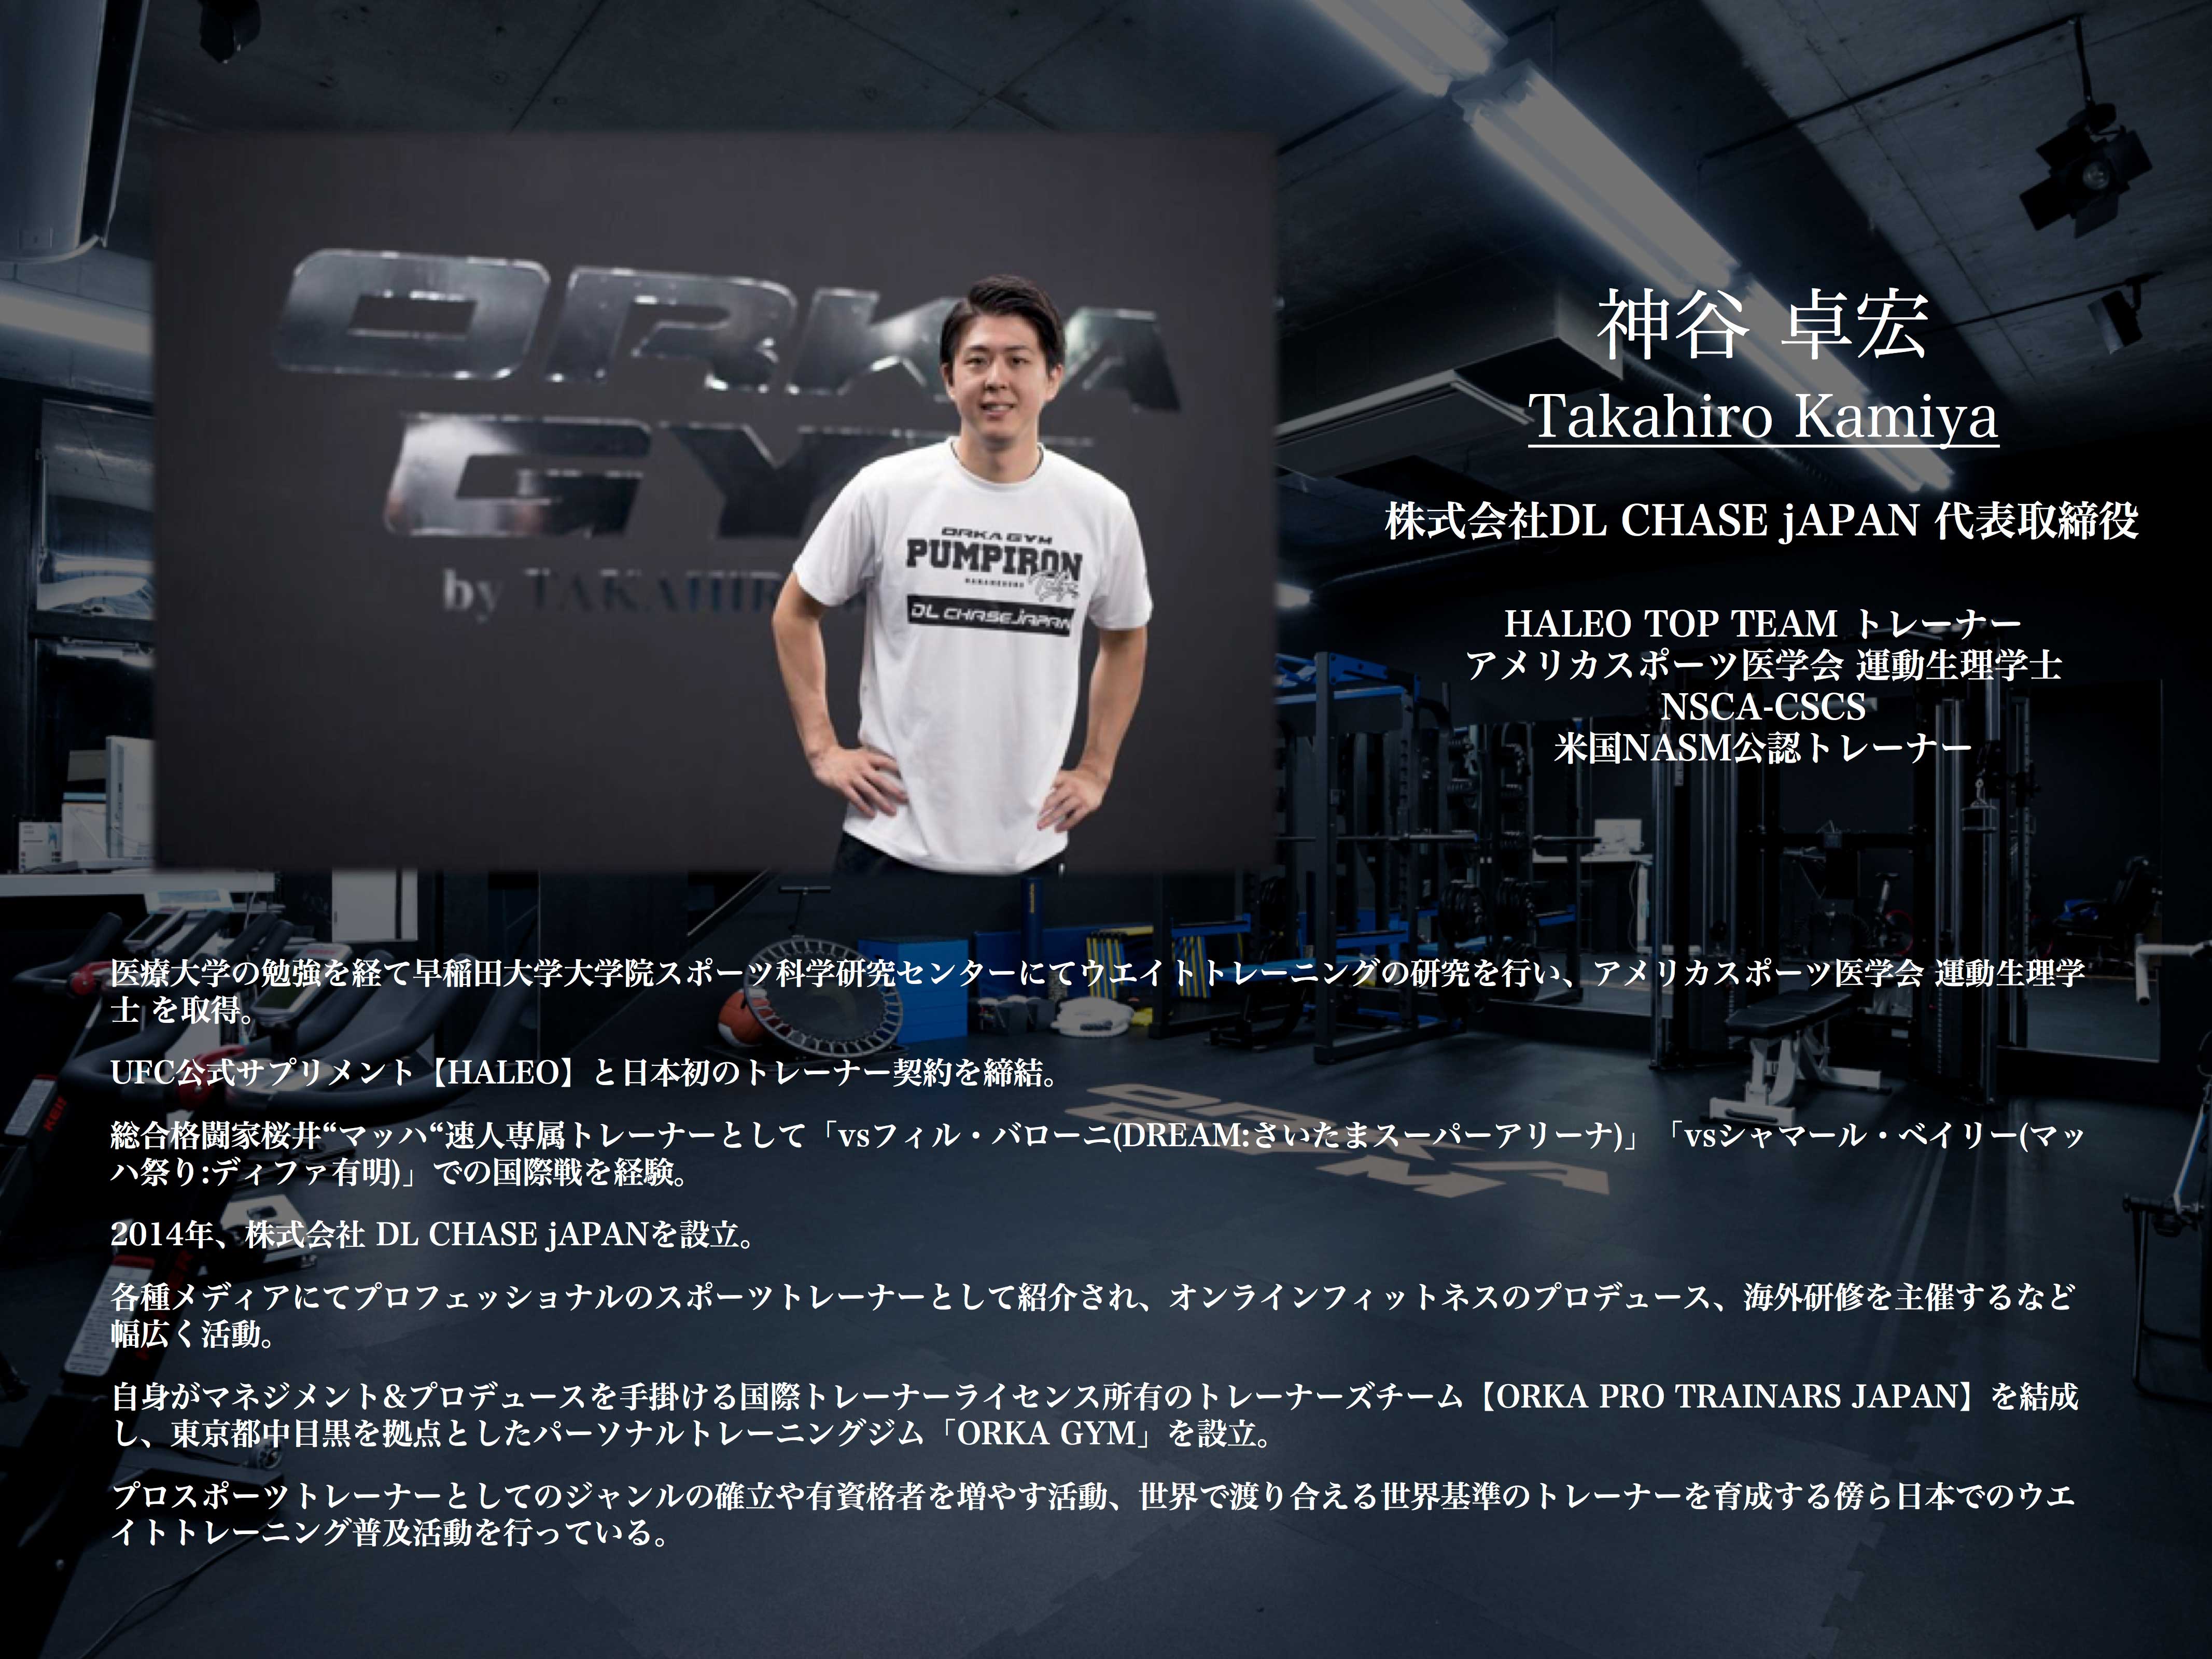 ORKA
GYM
by TAKAHIR
ORKA GYM
PUMPIRON
NAKAMEGURO
DL CHASE jAPAN
神谷 卓宏
Takahiro Kamiya
株式会社DL CHASE jAPAN 代表取締役
HALEO TOP TEAM トレーナー
アメリカスポーツ医学会 運動生理学士
NSCA-CSCS
米国NASM公認トレーナー
医療大学の勉強を経て早稲田大学大学院スポーツ科学研究センターにてウエイトトレーニングの研究を行い、アメリカスポーツ医学会 運動生理学
士 を取得。
UFC公式サプリメント【HALEO】と日本初のトレーナー契約を締結。
総合格闘家桜井“マッハ“速人専属トレーナーとして「vsフィル・バローニ(DREAM:さいたまスーパーアリーナ)」「vsシャマール・ベイリー(マッ
ハ祭り:ディファ有明)」での国際戦を経験。
2014年、株式会社 DL CHASE jAPANを設立。
各種メディアにてプロフェッショナルのスポーツトレーナーとして紹介され、オンラインフィットネスのプロデュース、海外研修を主催するなど
幅広く活動。
自身がマネジメント&プロデュースを手掛ける国際トレーナーライセンス所有のトレーナーズチーム【ORKA PRO TRAINARS JAPAN】を結成
し、東京都中目黒を拠点としたパーソナルトレーニングジム「ORKA GYM」を設立。
プロスポーツトレーナーとしてのジャンルの確立や有資格者を増やす活動、世界で渡り合える世界基準のトレーナーを育成する傍ら日本でのウエ
イトトレーニング普及活動を行っている。
ORKA
GYM
KEISER